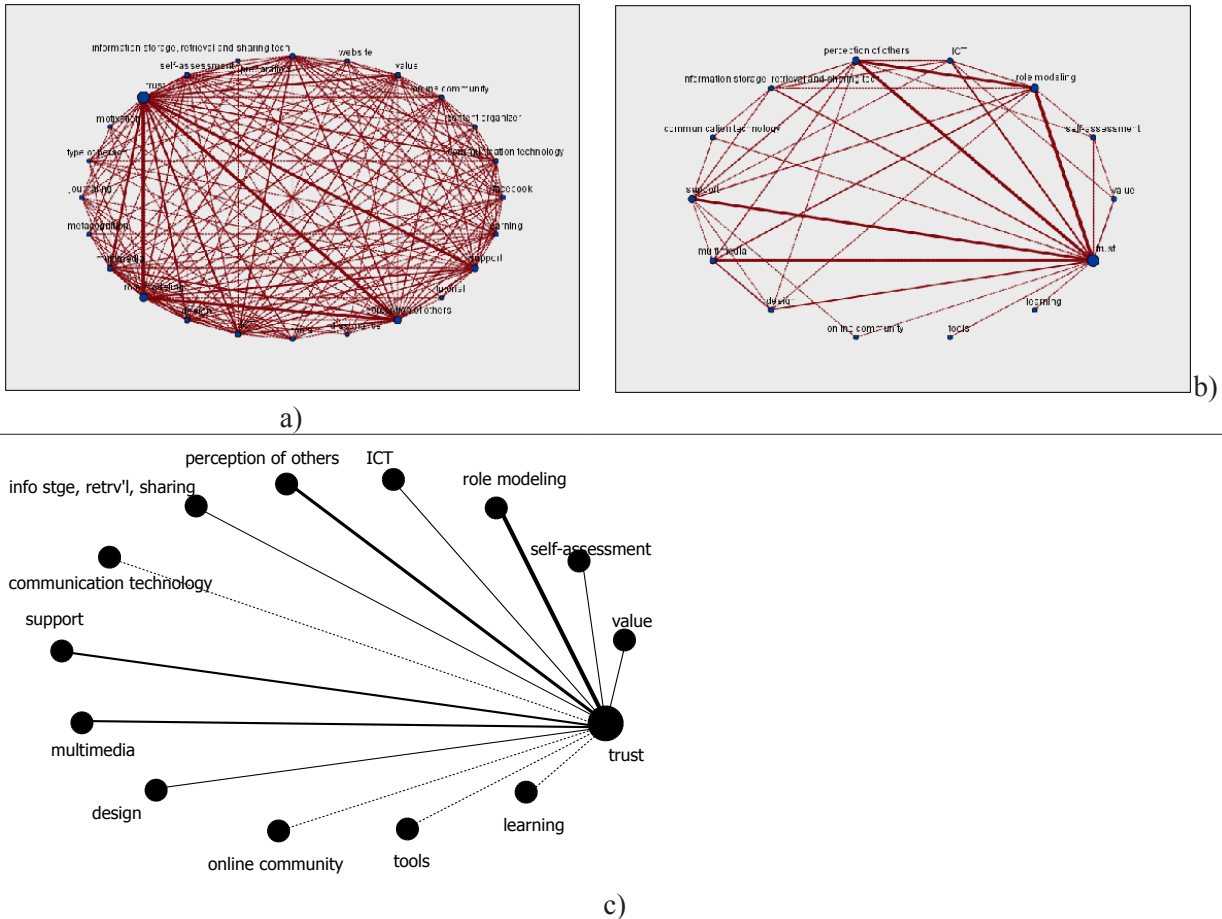 information storage, retrieval and sharing tech
website
self-assessment
value
trust
online community
motivation
content organizer
type of person
communication technology
journaling
facebook
metacognition
learning
multimedia
support
role modeling
tutorial
design
perception of others
a)
perception of others
ICT
information storage, retrieval and sharing tech
role modeling
communication technology
self-assessment
support
value
multimedia
trust
design
learning
online community
tools
b)
perception of others
ICT
info stge, retrv'l, sharing
role modeling
self-assessment
communication technology
support
value
multimedia
trust
design
learning
online community
tools
c)